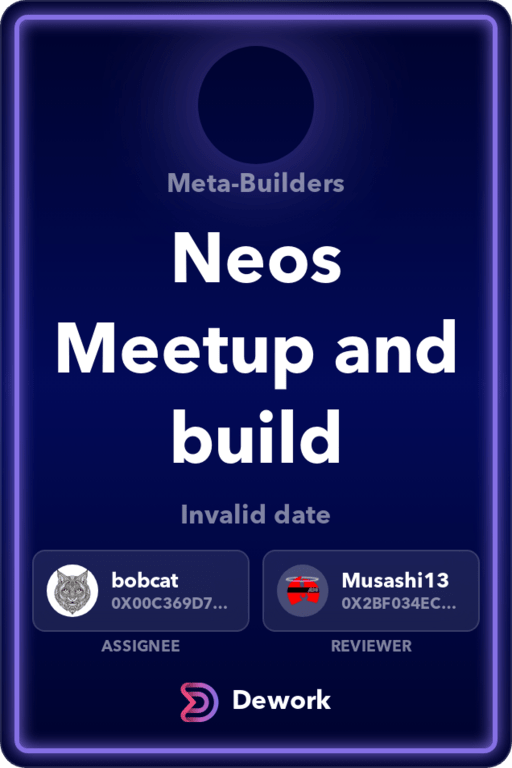 Meta-Builders
Neos
Meetup and
build
Invalid date
bobcat
0X00C369D7...
ASSIGNEE
Musashi13
0X2BF034EC...
REVIEWER
Dework